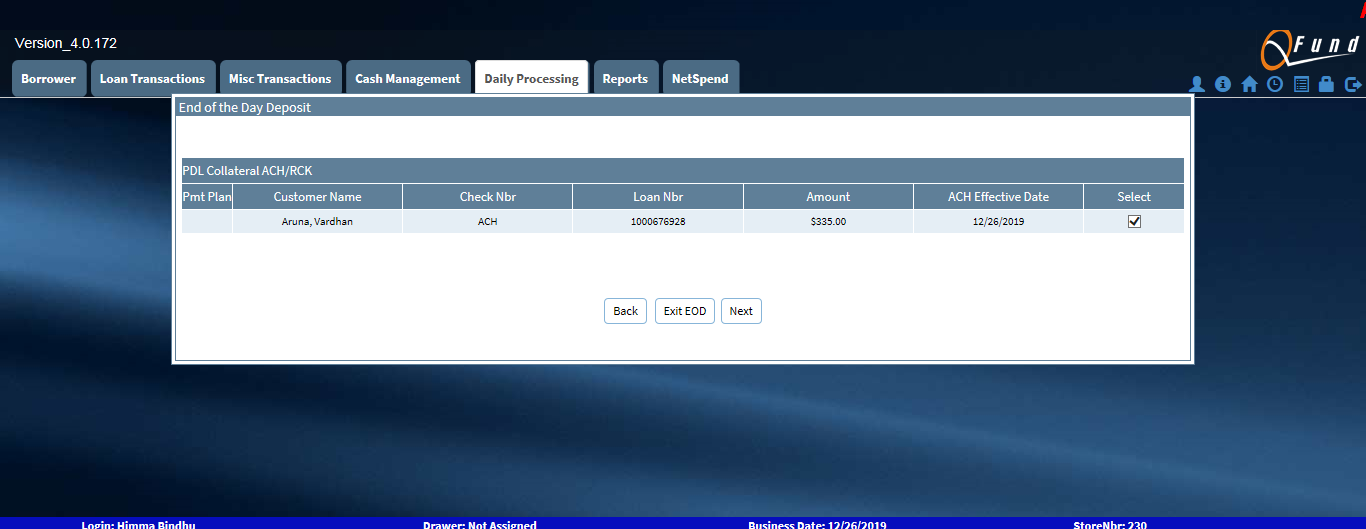 Version_4.0.172
QFund
Borrower Loan Transactions Misc Transactions Cash Management Daily Processing Reports NetSpend
End of the Day Deposit
PDL Collateral ACH/RCK
Pmt Plan Customer Name Check Nbr Loan Nbr Amount ACH Effective Date Select
Aruna, Vardhan ACH 1000676928 $335.00 12/26/2019
Back Exit EOD Next
Login: Himma Bindhu Drawer: Not Assigned Business Date: 12/26/2019 StoreNbr: 230